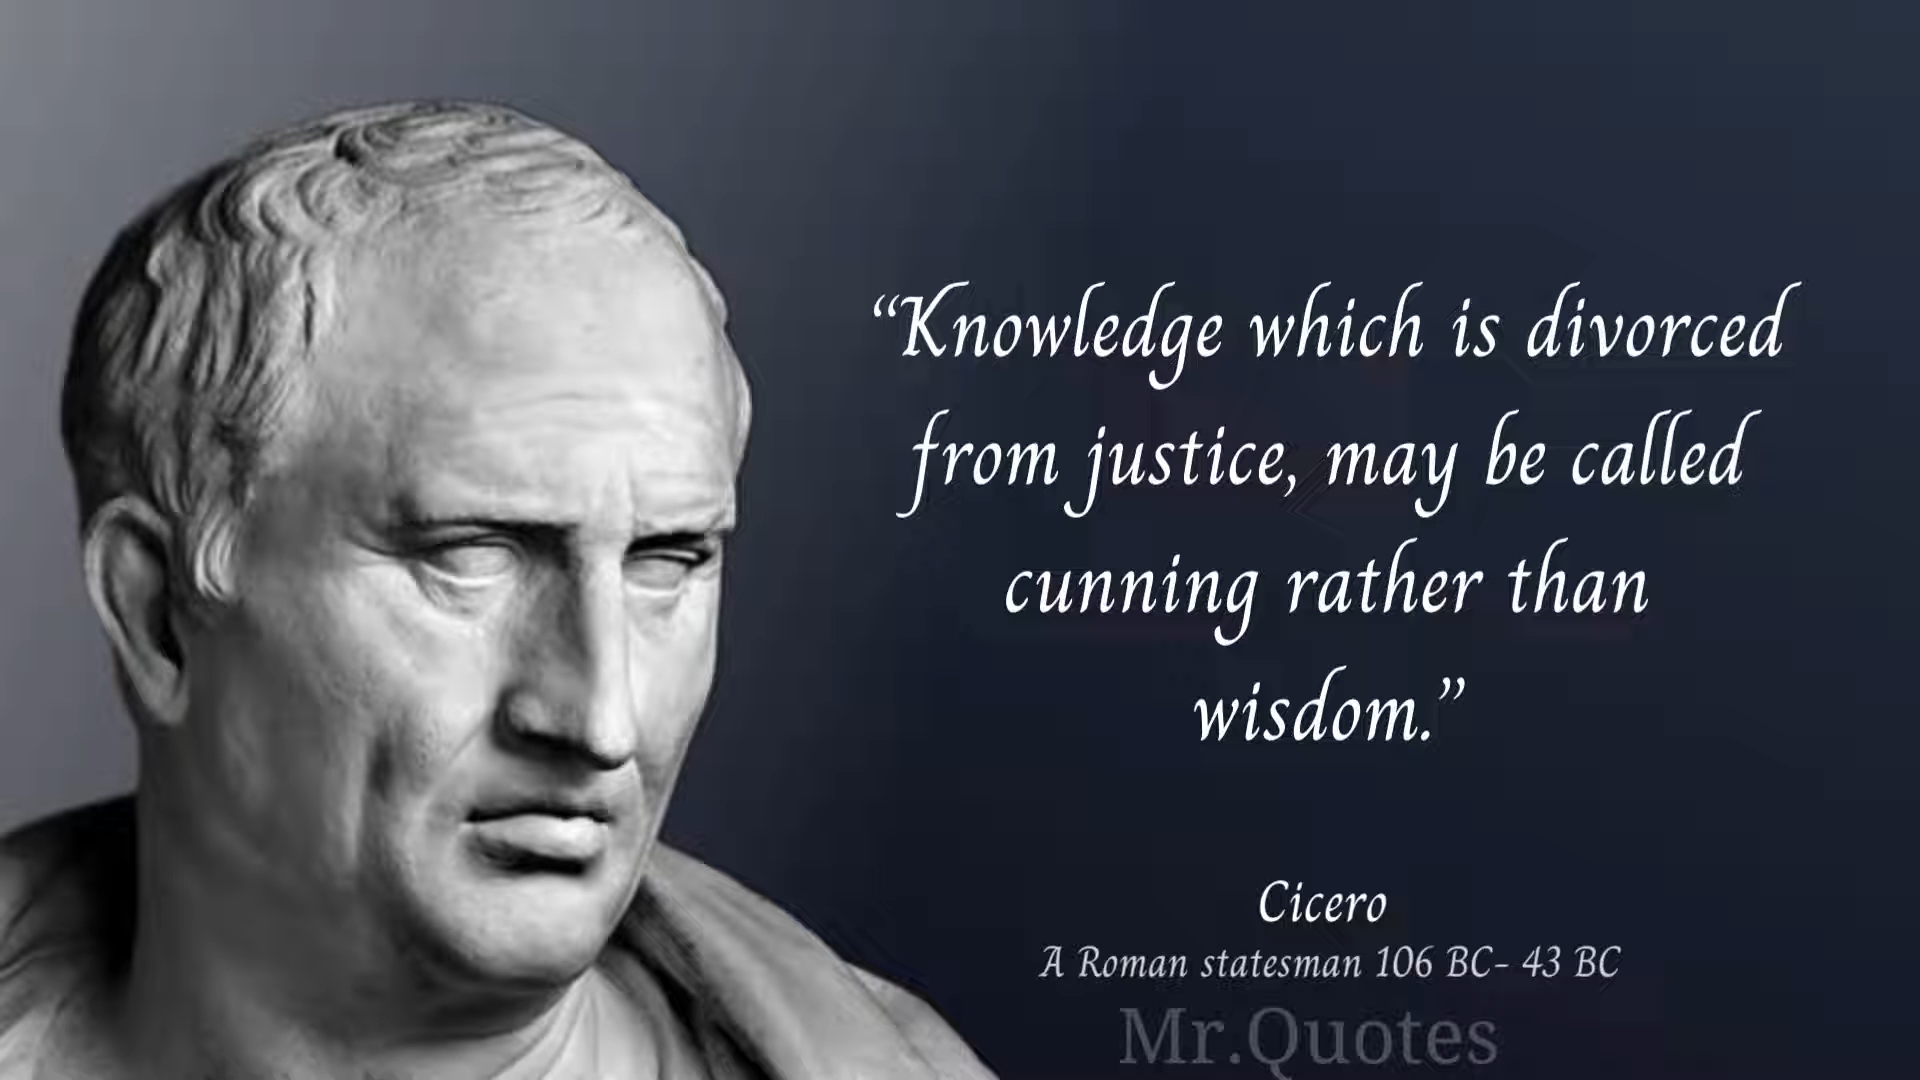 “Knowledge which is divorced
from justice, may be called
cunning rather than
wisdom.”
Cicero
A Roman statesman 106 BC- 43 BC
Mr.Quotes